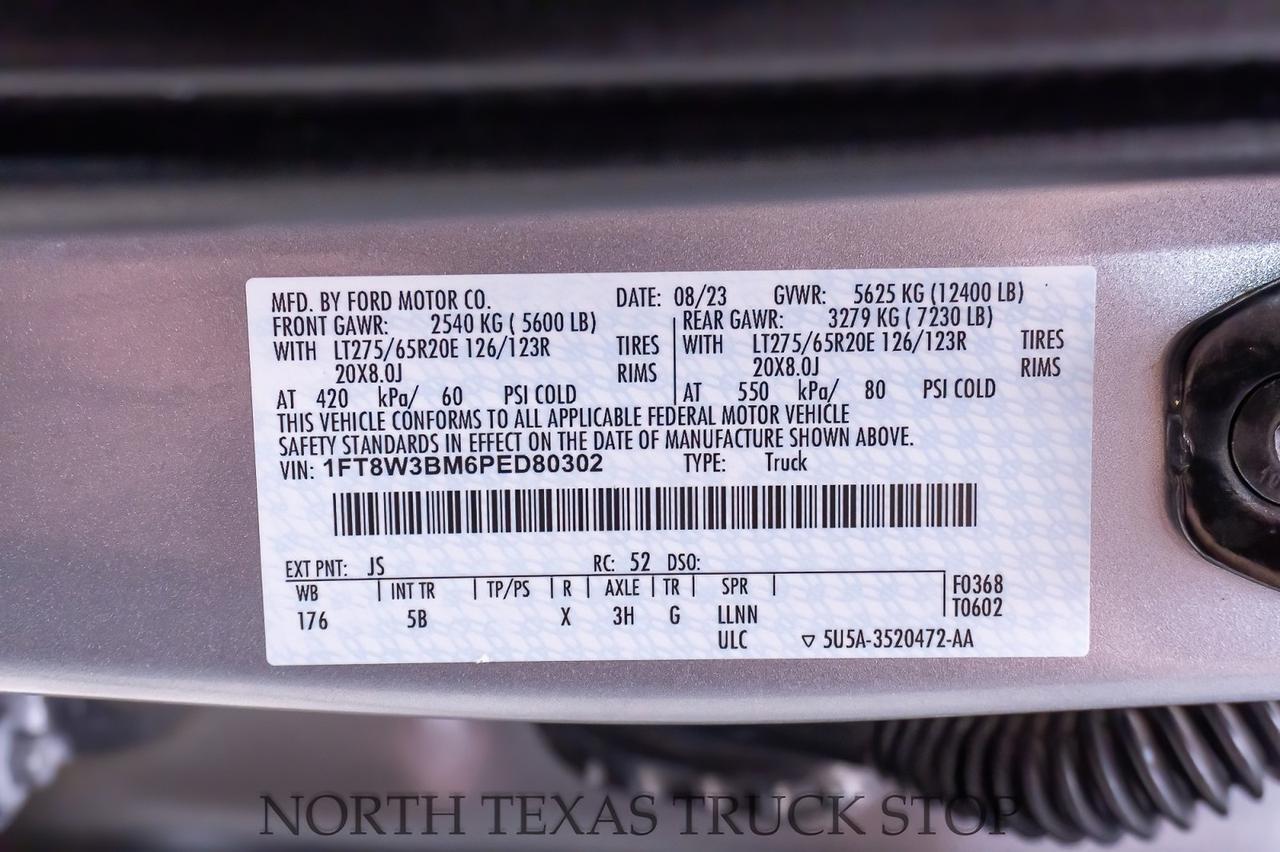 MFD. BY FORD MOTOR CO. DATE: 08/23 GVWR: 5625 KG (12400 LB)
FRONT GAWR: 2540 KG ( 5600 LB) REAR GAWR: 3279 KG ( 7230 LB)
WITH LT275/65R20E 126/123R TIRES WITH LT275/65R20E 126/123R TIRES
20X8.0J RIMS 20X8.0J RIMS
AT 420 kPa/ 60 PSI COLD AT 550 kPa/ 80 PSI COLD
THIS VEHICLE CONFORMS TO ALL APPLICABLE FEDERAL MOTOR VEHICLE
SAFETY STANDARDS IN EFFECT ON THE DATE OF MANUFACTURE SHOWN ABOVE.
VIN: 1FT8W3BM6PED80302 TYPE: Truck
EXT PNT: JS RC: 52 DSO:
WB INT TR TP/PS R AXLE TR SPR F0368
176 5B X 3H G LLNN T0602
ULC ▽ 5U5A-3520472-AA
NORTH TEXAS TRUCK STOP